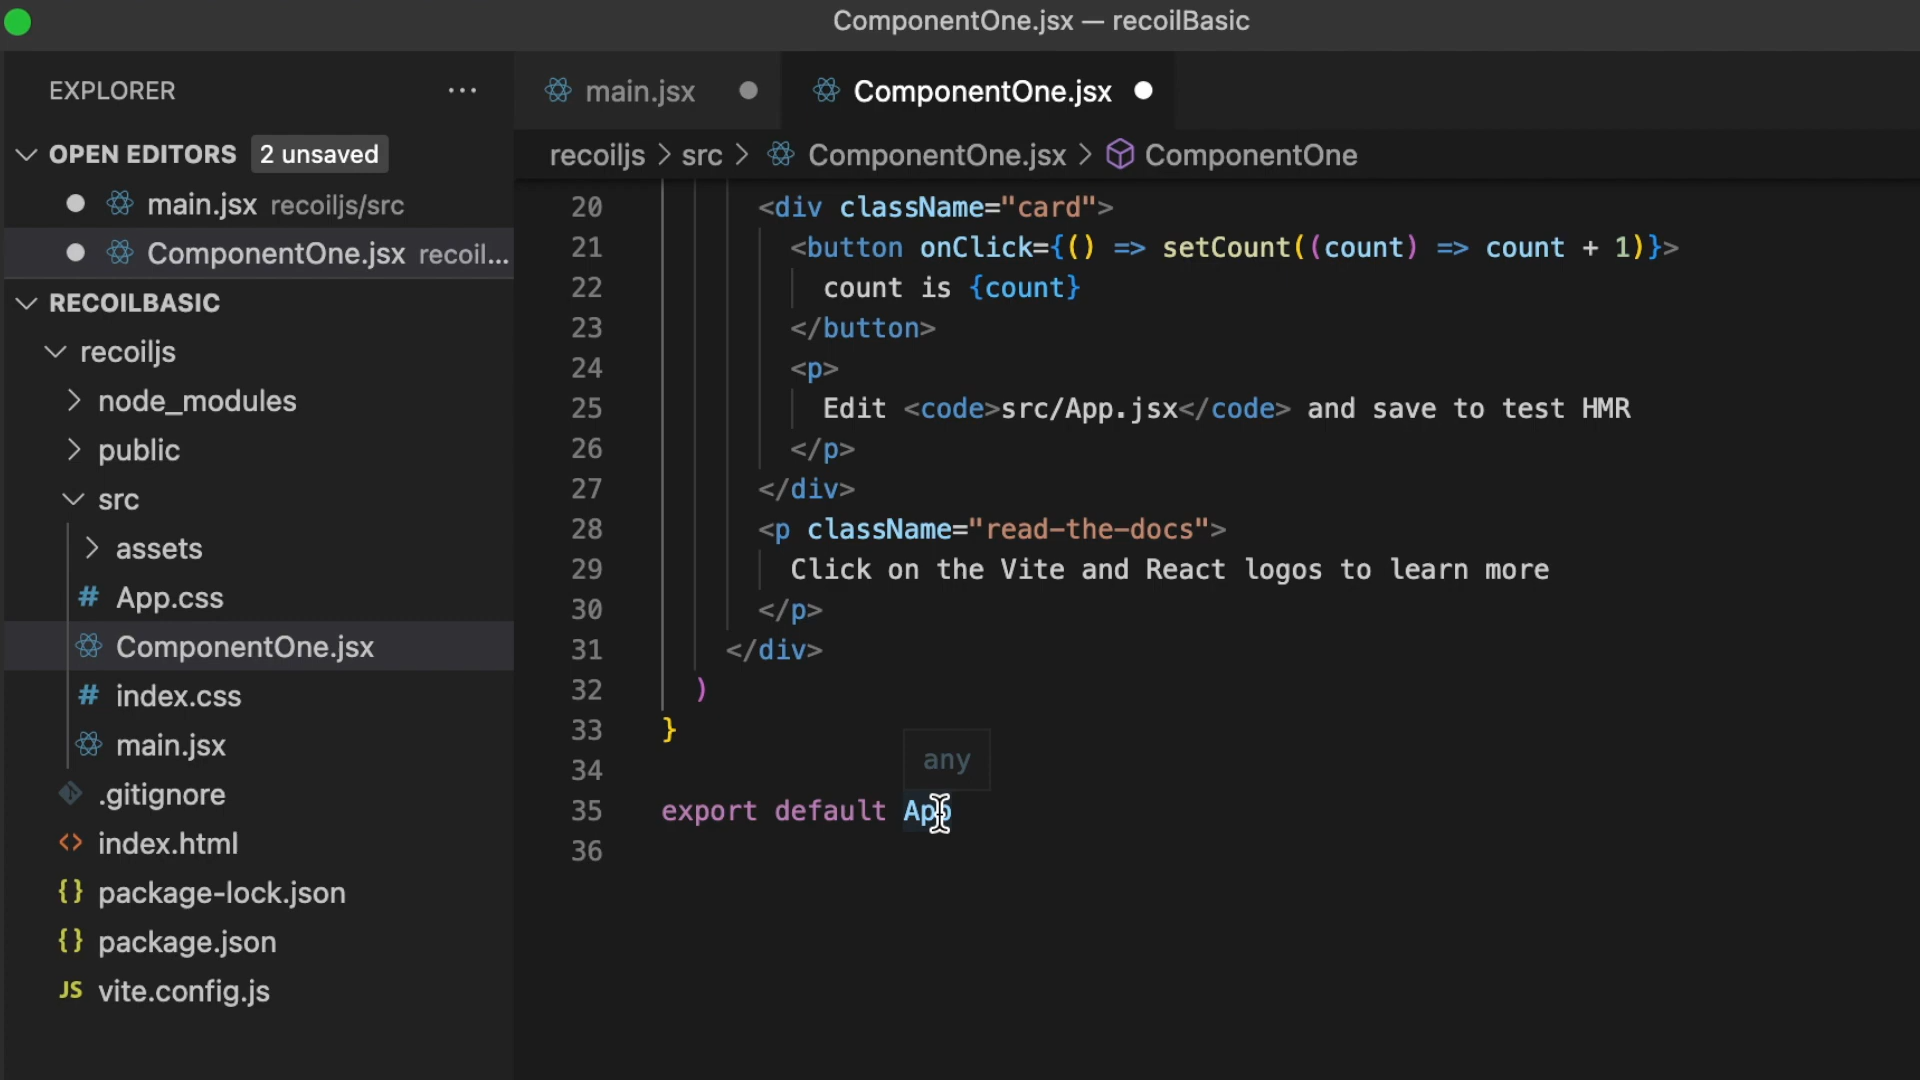 ComponentOne.jsx — recoilBasic
EXPLORER ...
OPEN EDITORS 2 unsaved
main.jsx recoiljs/src
ComponentOne.jsx recoil...
RECOILBASIC
recoiljs
node_modules
public
src
assets
# App.css
ComponentOne.jsx
# index.css
main.jsx
.gitignore
<> index.html
{} package-lock.json
{} package.json
JS vite.config.js
main.jsx
ComponentOne.jsx
recoiljs > src > ComponentOne.jsx > ComponentOne
20 <div className="card">
21 <button onClick={() => setCount((count) => count + 1)}>
22 count is {count}
23 </button>
24 <p>
25 Edit <code>src/App.jsx</code> and save to test HMR
26 </p>
27 </div>
28 <p className="read-the-docs">
29 Click on the Vite and React logos to learn more
30 </p>
31 </div>
32 )
33 }
any
34
35 export default App
36